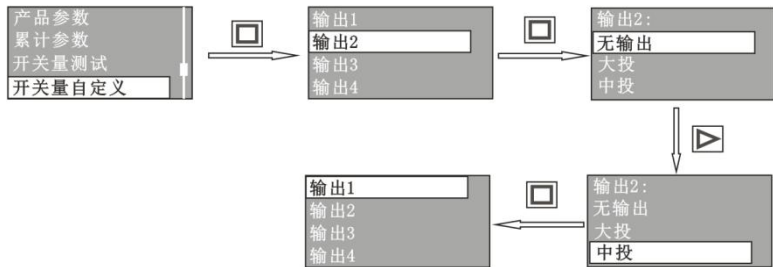 产品参数
累计参数
开关量测试
开关量自定义
输出1
输出2
输出3
输出4
输出2:
无输出
大投
中投
输出1
输出2
输出3
输出4
输出2:
无输出
大投
中投